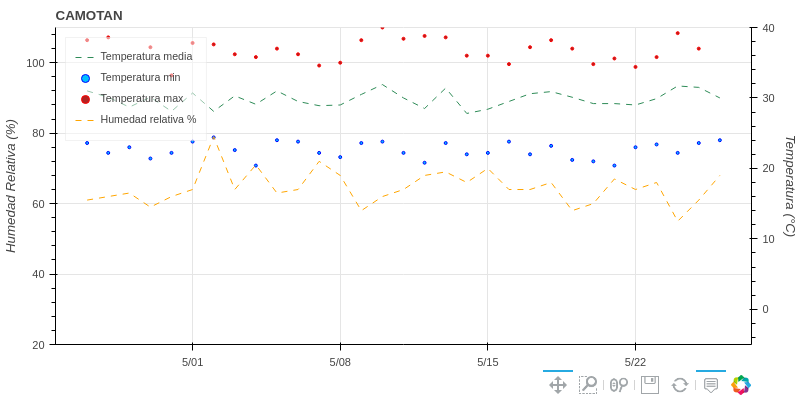 CAMOTAN
Temperatura media
Temperatura min
Temperatura max
Humedad relativa %
Humedad Relativa (%)
100
80
60
40
20
Temperatura (°C)
40
30
20
10
0
5/01
5/08
5/15
5/22